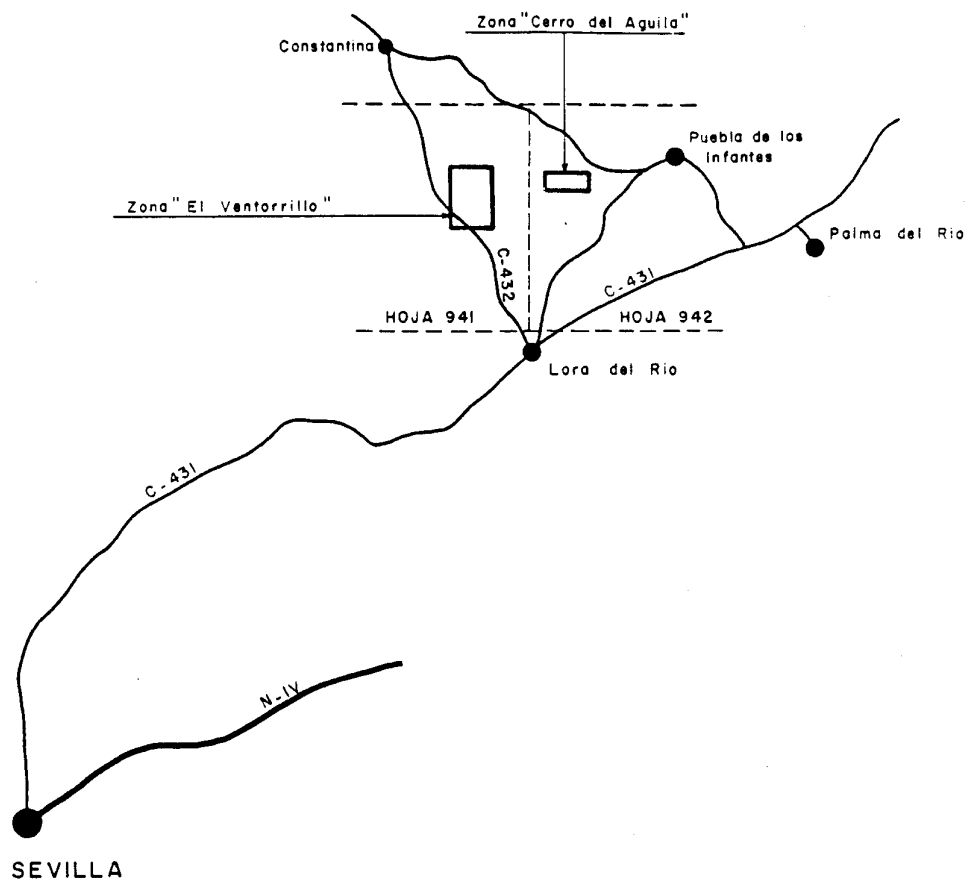 Zona "Cerro del Aguila"
Constantina
Puebla de los
Infantes
Zona "El Ventorrillo"
Palma del Rio
C-432
C-431
HOJA 941
HOJA 942
Lora del Rio
C-431
N-IV
SEVILLA